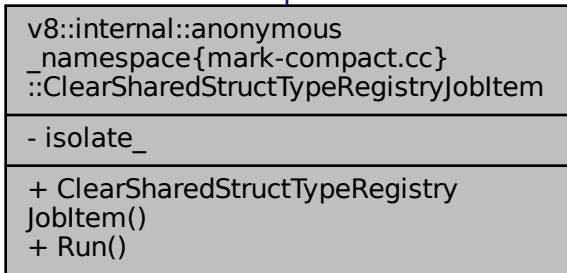 v8::internal::anonymous
_namespace{mark-compact.cc}
::ClearSharedStructTypeRegistryJobItem
- isolate_
+ ClearSharedStructTypeRegistry
JobItem()
+ Run()